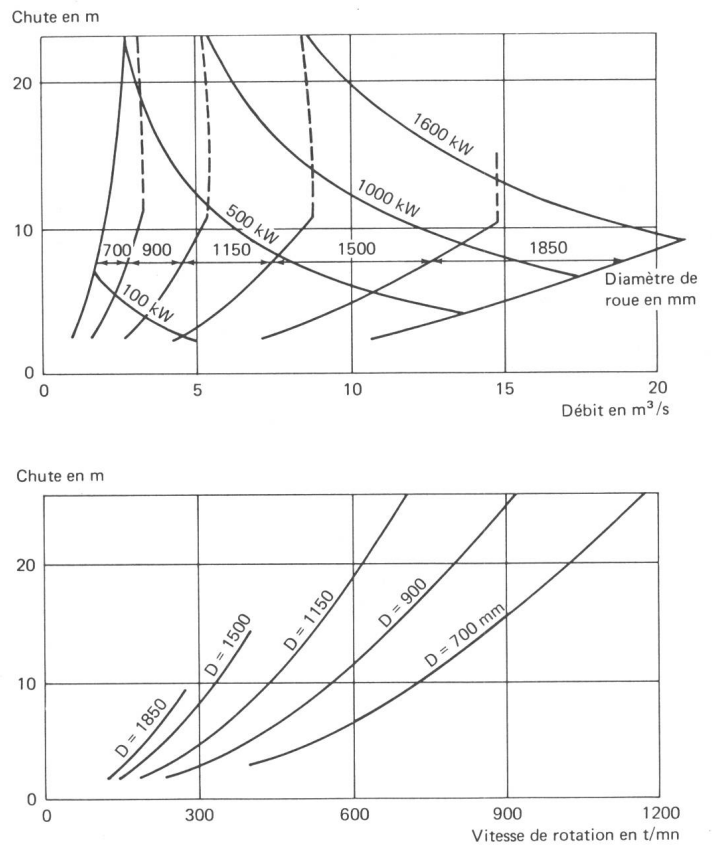 Chute en m
20
10
0
1600 kW
1000 kW
500 kW
100 kW
700 900 1150 1500 1850
Diamètre de
roue en mm
0 5 10 15 20
Débit en m³/s
Chute en m
20
10
0
D = 1850
D = 1500
D = 1150
D = 900
D = 700 mm
0 300 600 900 1200
Vitesse de rotation en t/mn